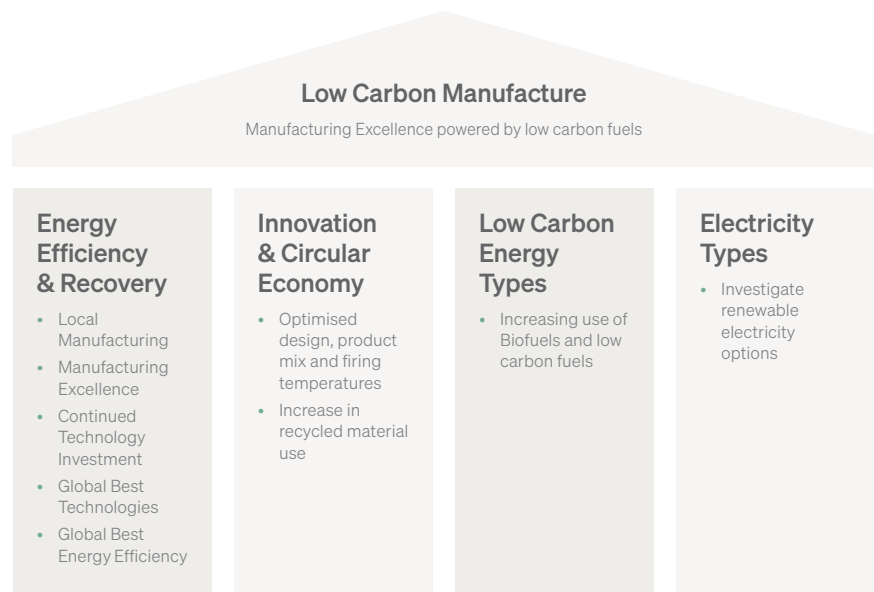 Low Carbon Manufacture
Manufacturing Excellence powered by low carbon fuels
Energy
Efficiency
& Recovery
• Local
Manufacturing
• Manufacturing
Excellence
• Continued
Technology
Investment
• Global Best
Technologies
• Global Best
Energy Efficiency
Innovation
& Circular
Economy
• Optimised
design, product
mix and firing
temperatures
• Increase in
recycled material
use
Low Carbon
Energy
Types
• Increasing use of
Biofuels and low
carbon fuels
Electricity
Types
• Investigate
renewable
electricity
options